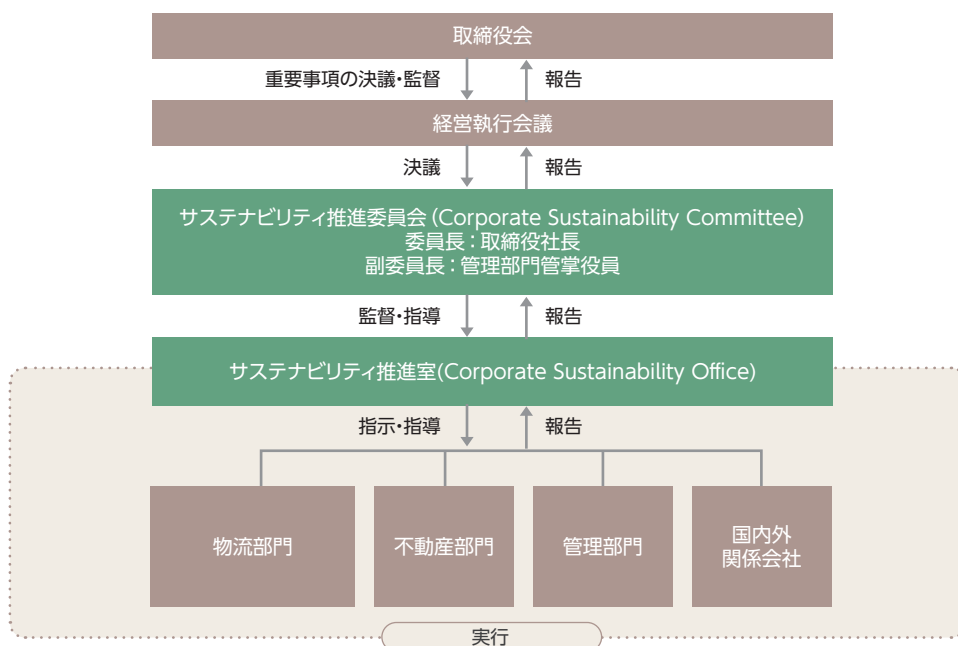 取締役会
重要事項の決議・監督
報告
経営執行会議
決議
報告
サステナビリティ推進委員会(Corporate Sustainability Committee)
委員長：取締役社長
副委員長：管理部門管掌役員
監督・指導
報告
サステナビリティ推進室(Corporate Sustainability Office)
指示・指導
報告
物流部門
不動産部門
管理部門
国内外
関係会社
実行